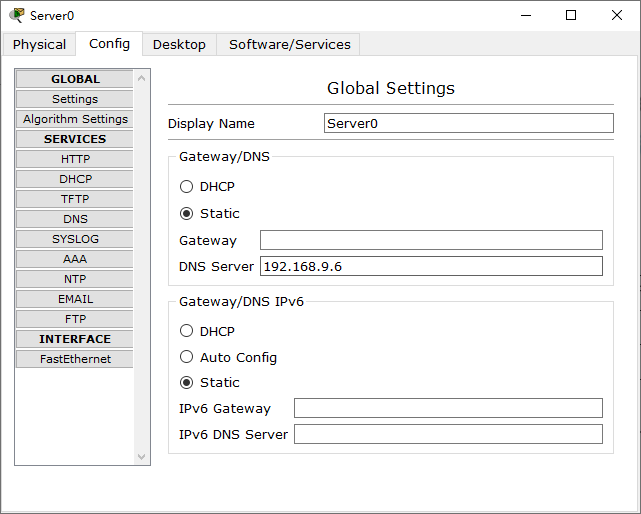 Server0
Physical Config Desktop Software/Services
GLOBAL
Settings
Algorithm Settings
SERVICES
HTTP
DHCP
TFTP
DNS
SYSLOG
AAA
NTP
EMAIL
FTP
INTERFACE
FastEthernet
Global Settings
Display Name Server0
Gateway/DNS
DHCP
Static
Gateway
DNS Server 192.168.9.6
Gateway/DNS IPv6
DHCP
Auto Config
Static
IPv6 Gateway
IPv6 DNS Server